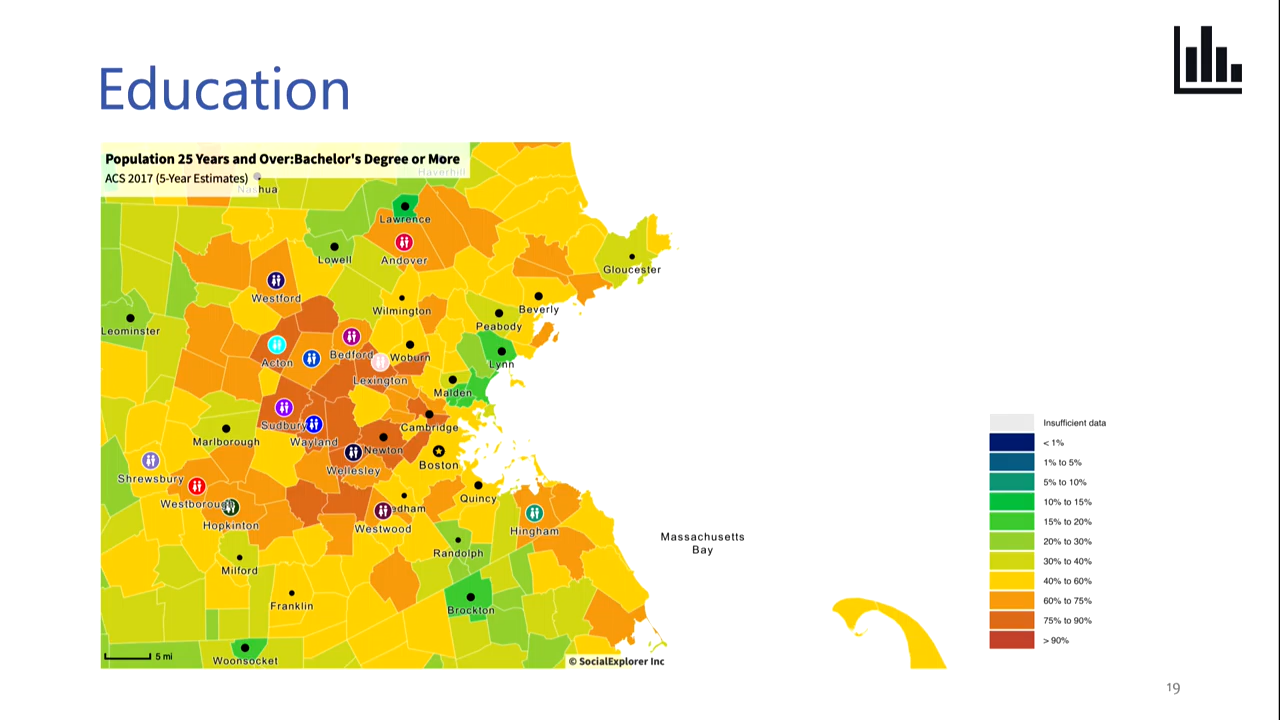 Education
Population 25 Years and Over:Bachelor's Degree or More
ACS 2017 (5-Year Estimates)
Haverhill
Nashua
Lawrence
Lowell
Andover
Gloucester
Westford
Wilmington
Beverly
Peabody
Leominster
Acton
Bedford
Woburn
Lynn
Lexington
Malden
Sudbury
Cambridge
Marlborough
Wayland
Newton
Boston
Wellesley
Shrewsbury
Quincy
Westborough
edham
Hopkinton
Westwood
Hingham
Massachusetts
Bay
Randolph
Milford
Franklin
Brockton
Woonsocket
5 mi
© SocialExplorer Inc
Insufficient data
< 1%
1% to 5%
5% to 10%
10% to 15%
15% to 20%
20% to 30%
30% to 40%
40% to 60%
60% to 75%
75% to 90%
> 90%
19